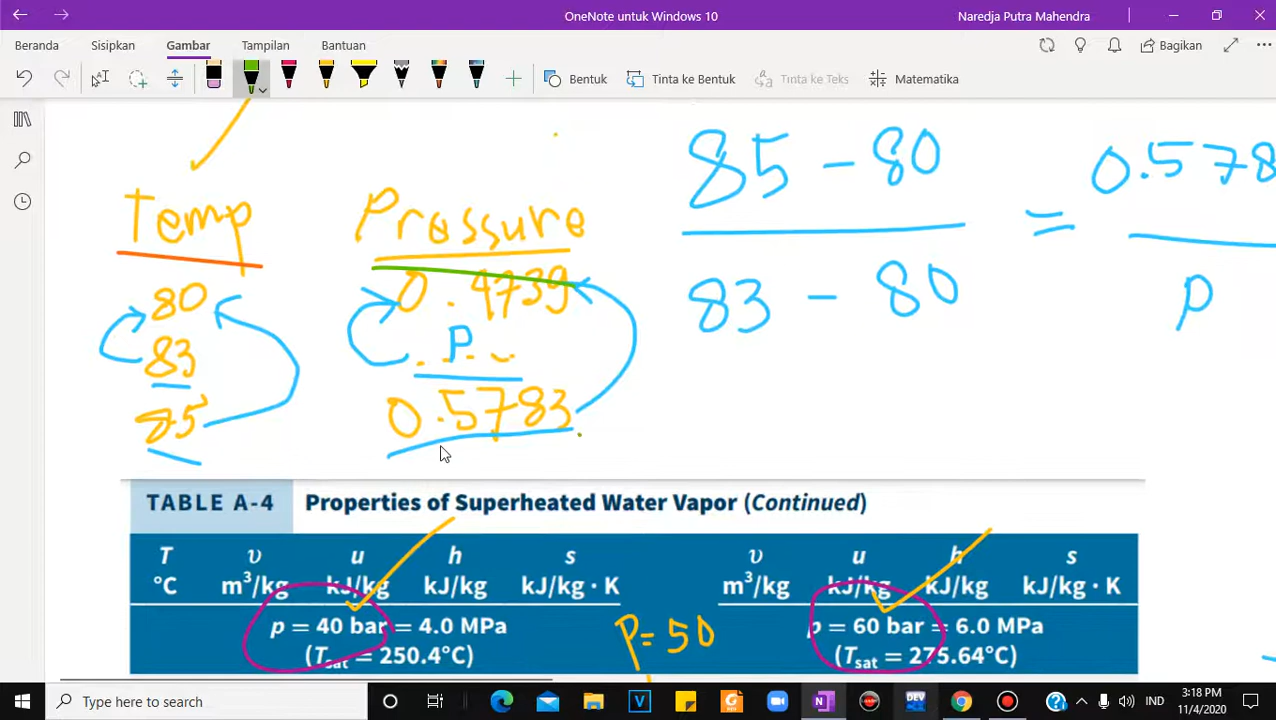 OneNote untuk Windows 10
Naredja Putra Mahendra
Beranda Sisipkan Gambar Tampilan Bantuan
Bagikan
Bentuk
Tinta ke Bentuk
Tinta ke Teks
Matematika
Temp
80
83
85
Pressure
0.4739
P
0.5783
85 - 80
83 - 80
=
0.578
P
TABLE A-4 Properties of Superheated Water Vapor (Continued)
T υ u h s υ u h s
°C m³/kg kJ/kg kJ/kg kJ/kg · K m³/kg kJ/kg kJ/kg kJ/kg · K
p = 40 bar = 4.0 MPa
(Tsat = 250.4°C)
P= 50
p = 60 bar = 6.0 MPa
(Tsat = 275.64°C)
Type here to search
IND
3:18 PM
11/4/2020